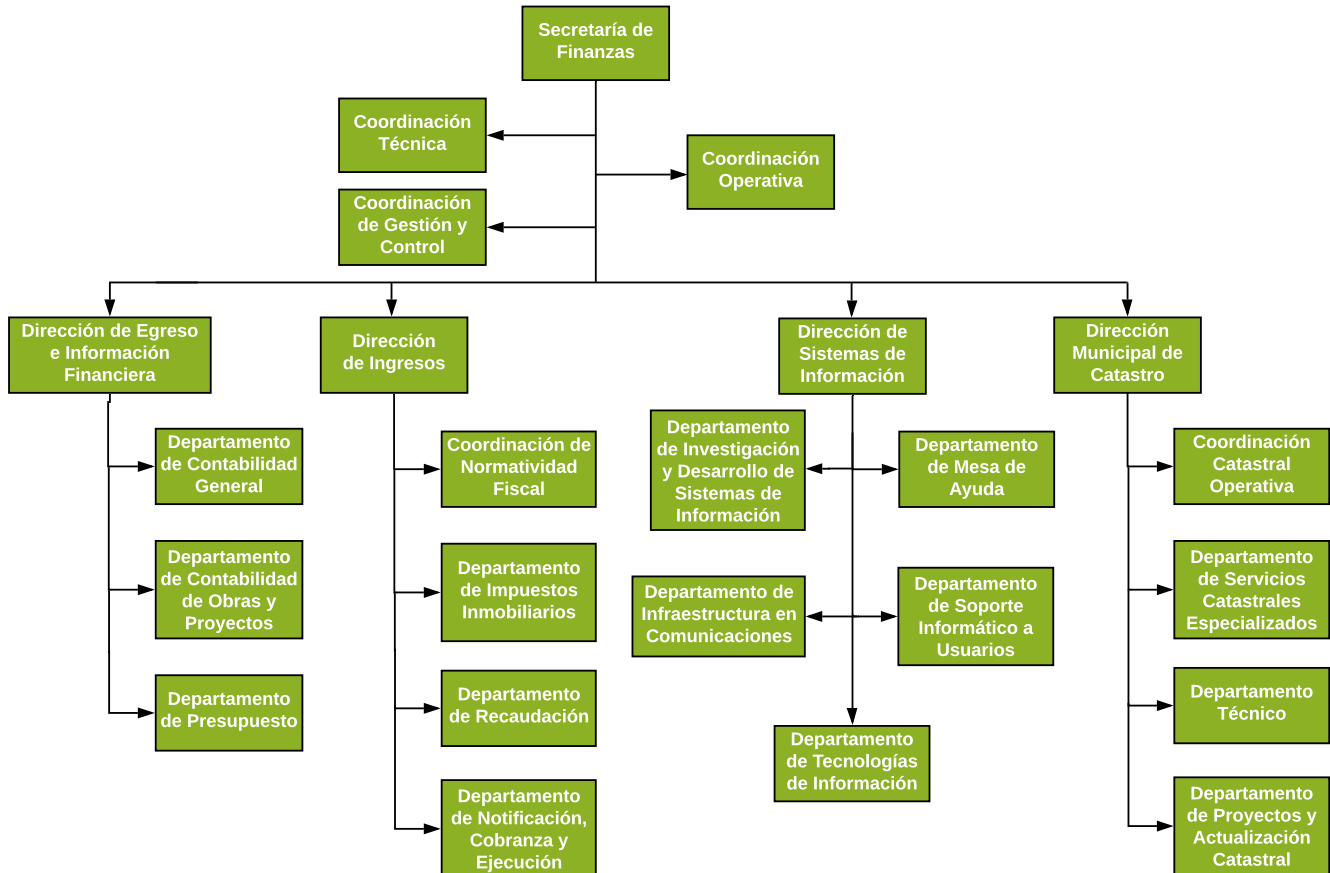 Secretaría de
Finanzas
Coordinación
Técnica
Coordinación
Operativa
Coordinación
de Gestión y
Control
Dirección de Egreso
e Información
Financiera
Dirección
de Ingresos
Dirección de
Sistemas de
Información
Dirección
Municipal de
Catastro
Departamento
de Contabilidad
General
Departamento
de Contabilidad
de Obras y
Proyectos
Departamento
de Presupuesto
Coordinación de
Normatividad
Fiscal
Departamento
de Impuestos
Inmobiliarios
Departamento
de Recaudación
Departamento
de Notificación,
Cobranza y
Ejecución
Departamento
de Investigación
y Desarrollo de
Sistemas de
Información
Departamento
de Mesa de
Ayuda
Departamento de
Infraestructura en
Comunicaciones
Departamento
de Soporte
Informático a
Usuarios
Departamento
de Tecnologías
de Información
Coordinación
Catastral
Operativa
Departamento
de Servicios
Catastrales
Especializados
Departamento
Técnico
Departamento
de Proyectos y
Actualización
Catastral